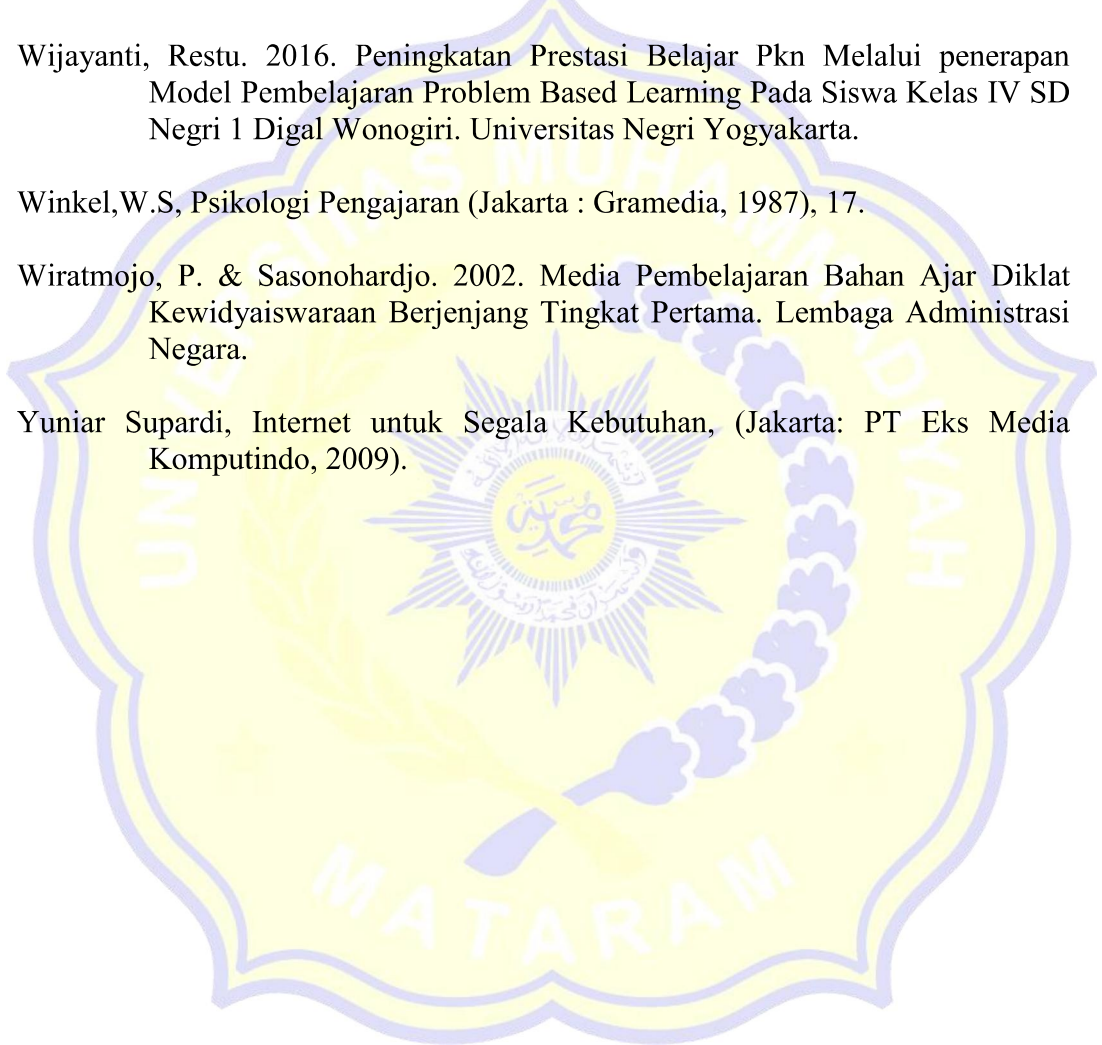 Wijayanti, Restu. 2016. Peningkatan Prestasi Belajar Pkn Melalui penerapan
Model Pembelajaran Problem Based Learning Pada Siswa Kelas IV SD
Negri 1 Digal Wonogiri. Universitas Negri Yogyakarta.
Winkel,W.S, Psikologi Pengajaran (Jakarta : Gramedia, 1987), 17.
Wiratmojo, P. & Sasonohardjo. 2002. Media Pembelajaran Bahan Ajar Diklat
Kewidyaiswaraan Berjenjang Tingkat Pertama. Lembaga Administrasi
Negara.
Yuniar Supardi, Internet untuk Segala Kebutuhan, (Jakarta: PT Eks Media
Komputindo, 2009).
UNIVERSITAS MUHAMMADIYAH
MATARAM